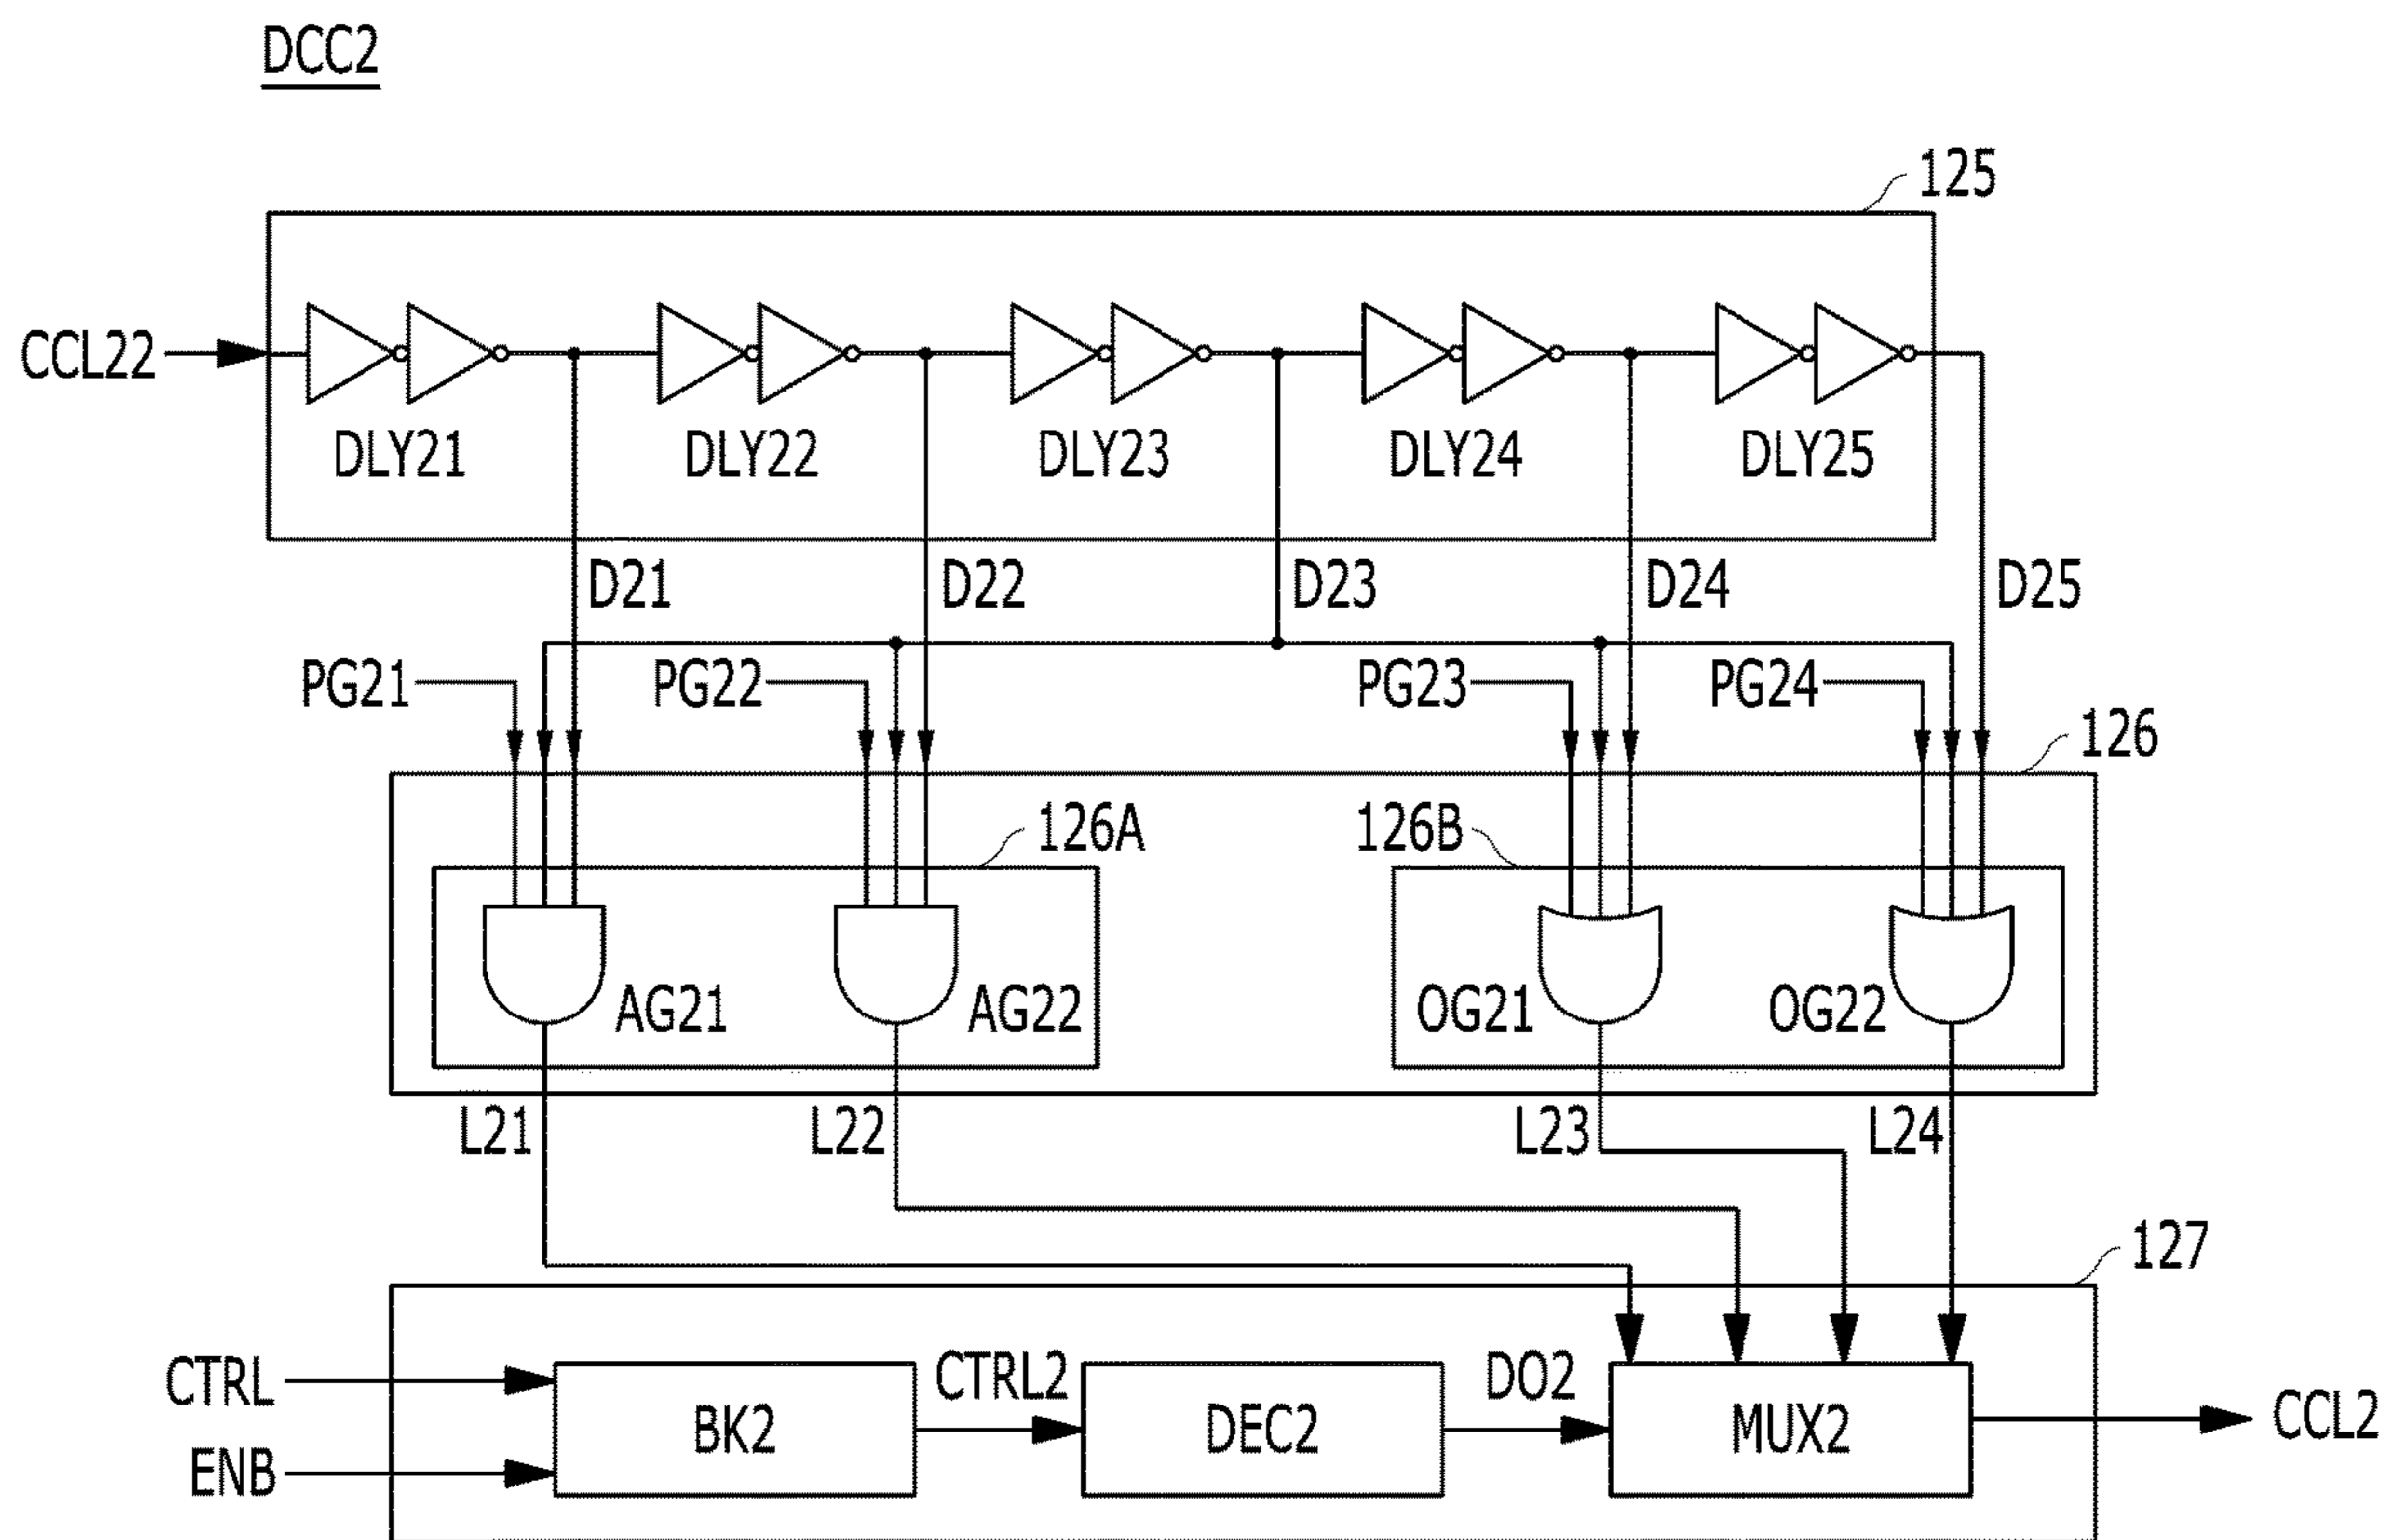 DCC2
125
CCL22
DLY21 DLY22 DLY23 DLY24 DLY25
D21 D22 D23 D24 D25
PG21 PG22 PG23 PG24
126
126A 126B
AG21 AG22 OG21 OG22
L21 L22 L23 L24
127
CTRL CTRL2 DO2
BK2 DEC2 MUX2 CCL2
ENB